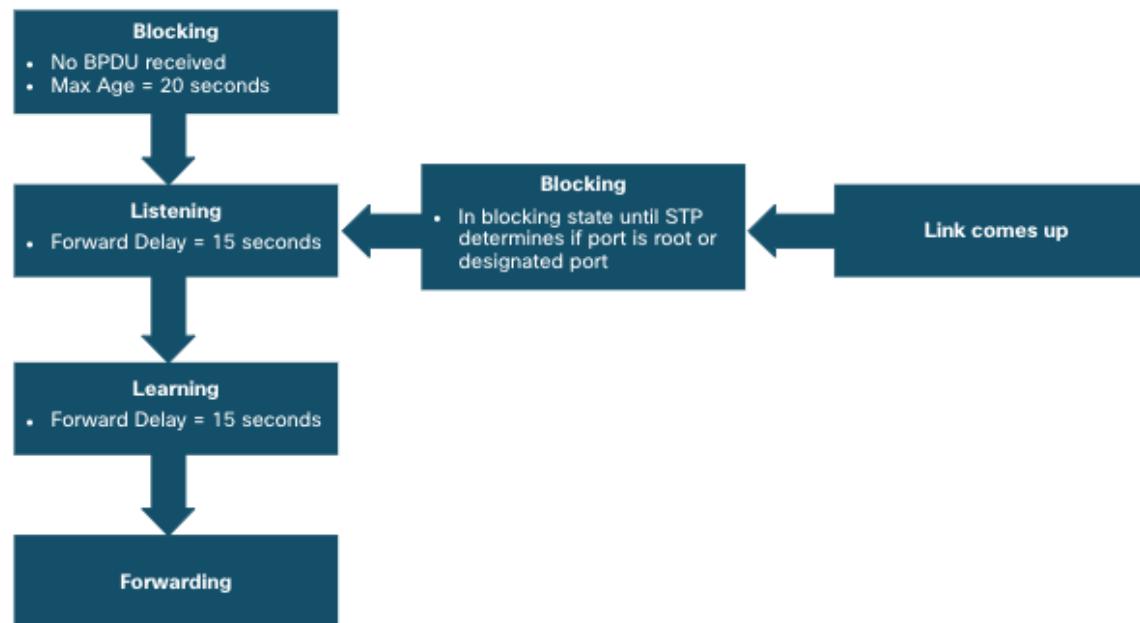 Blocking
• No BPDU received
• Max Age = 20 seconds
Listening
• Forward Delay = 15 seconds
Blocking
• In blocking state until STP
determines if port is root or
designated port
Link comes up
Learning
• Forward Delay = 15 seconds
Forwarding